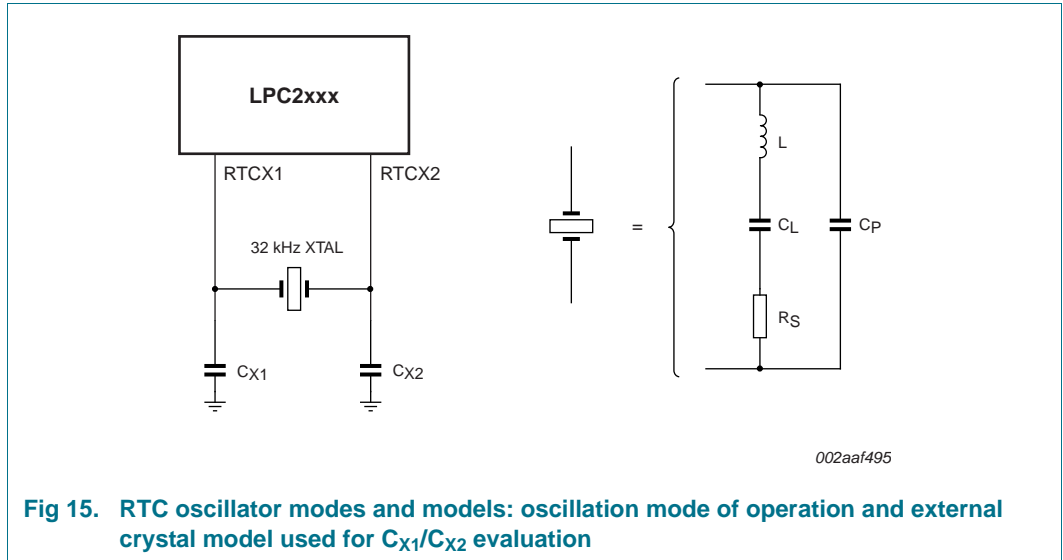 LPC2xxx
RTCX1
RTCX2
32 kHz XTAL
CX1
CX2
=
L
CL
CP
RS
002aaf495
Fig 15. RTC oscillator modes and models: oscillation mode of operation and external
crystal model used for CX1/CX2 evaluation